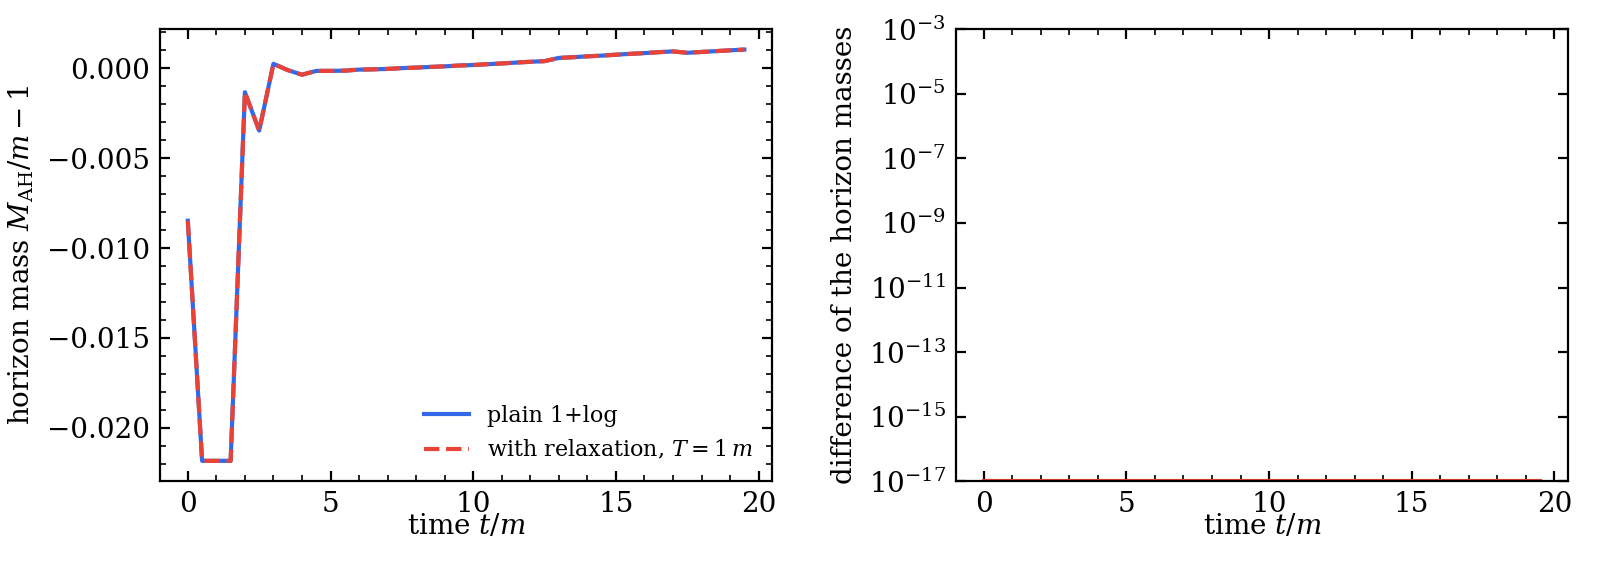 horizon mass M_AH/m − 1
0.000
−0.005
−0.010
−0.015
−0.020
plain 1+log
with relaxation, T = 1 m
0 5 10 15 20
time t/m
difference of the horizon masses
10^−3
10^−5
10^−7
10^−9
10^−11
10^−13
10^−15
10^−17
0 5 10 15 20
time t/m